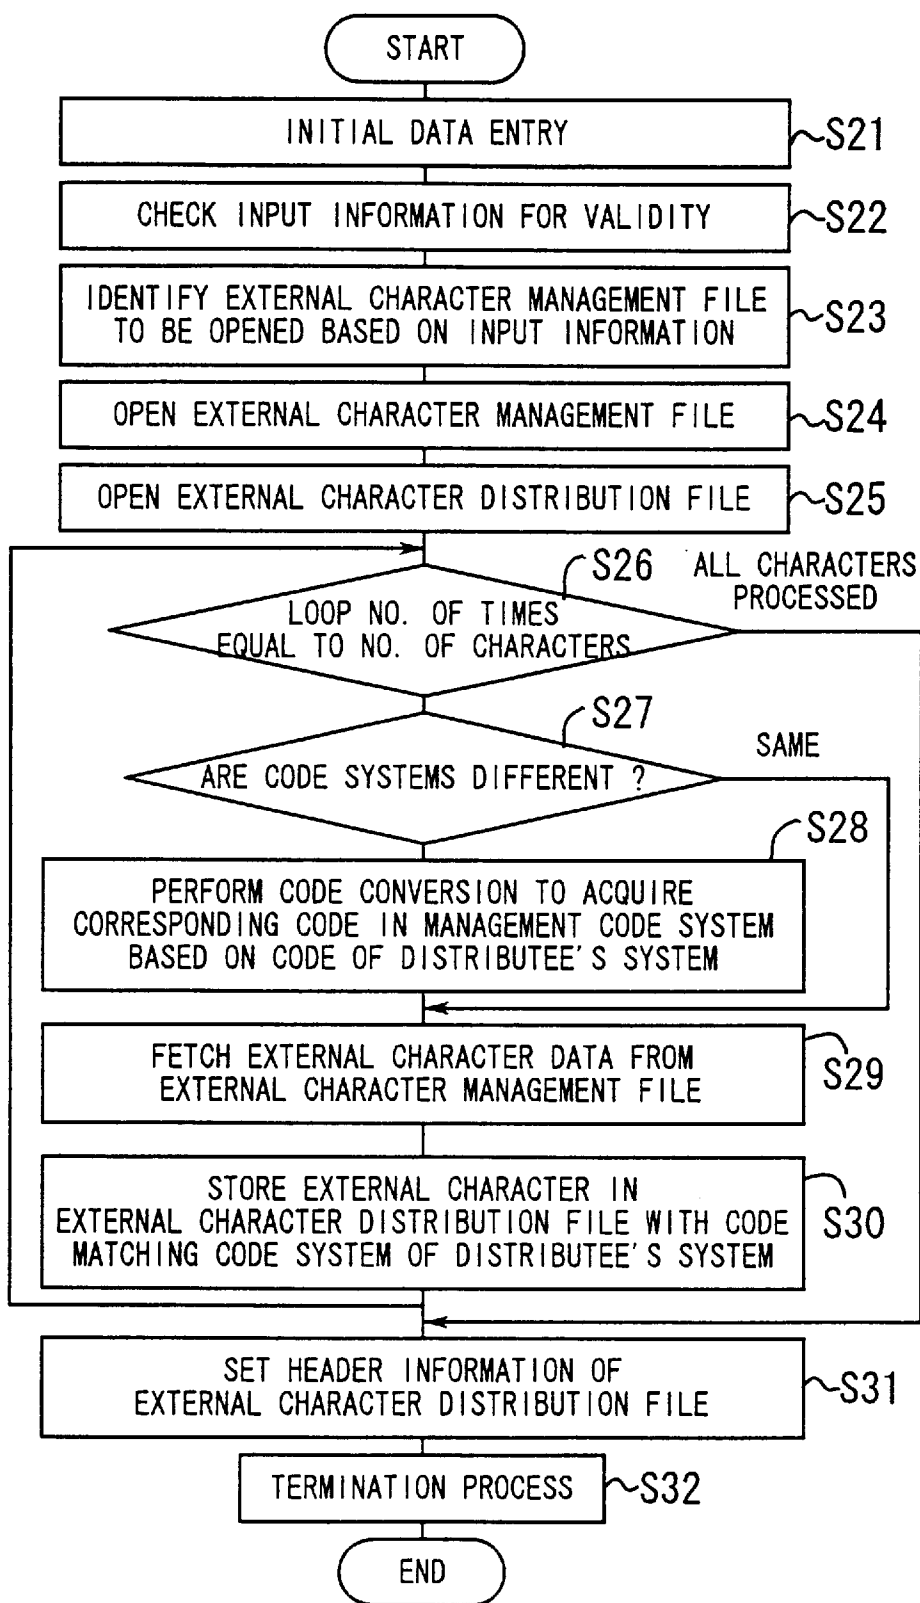 START
INITIAL DATA ENTRY
S21
CHECK INPUT INFORMATION FOR VALIDITY
S22
IDENTIFY EXTERNAL CHARACTER MANAGEMENT FILE
TO BE OPENED BASED ON INPUT INFORMATION
S23
OPEN EXTERNAL CHARACTER MANAGEMENT FILE
S24
OPEN EXTERNAL CHARACTER DISTRIBUTION FILE
S25
S26
ALL CHARACTERS
PROCESSED
LOOP NO. OF TIMES
EQUAL TO NO. OF CHARACTERS
S27
SAME
ARE CODE SYSTEMS DIFFERENT ?
S28
PERFORM CODE CONVERSION TO ACQUIRE
CORRESPONDING CODE IN MANAGEMENT CODE SYSTEM
BASED ON CODE OF DISTRIBUTEE'S SYSTEM
FETCH EXTERNAL CHARACTER DATA FROM
EXTERNAL CHARACTER MANAGEMENT FILE
S29
STORE EXTERNAL CHARACTER IN
EXTERNAL CHARACTER DISTRIBUTION FILE WITH CODE
MATCHING CODE SYSTEM OF DISTRIBUTEE'S SYSTEM
S30
SET HEADER INFORMATION OF
EXTERNAL CHARACTER DISTRIBUTION FILE
S31
TERMINATION PROCESS
S32
END